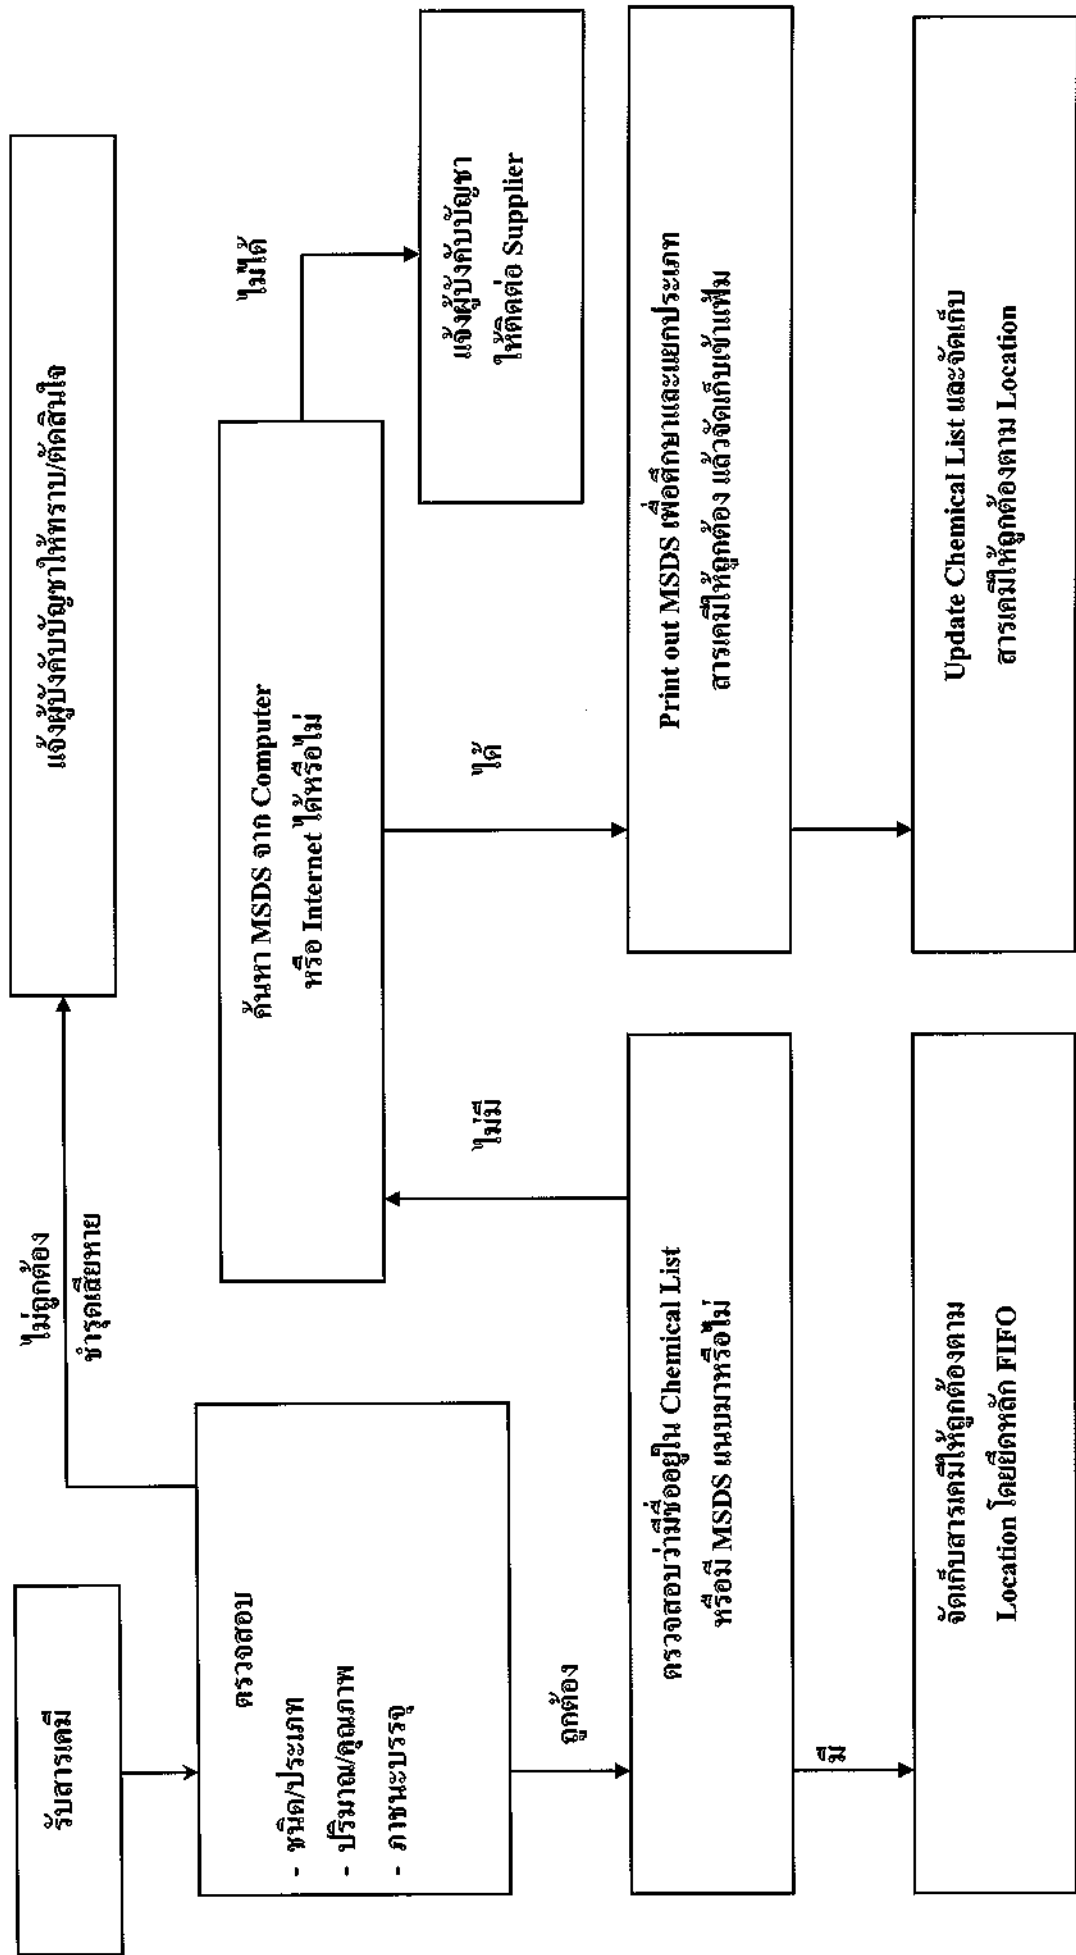 รับสารเคมี
ไม่ถูกต้อง
ชำรุดเสียหาย
แจ้งผู้บังคับบัญชาให้ทราบ/ตัดสินใจ
ตรวจสอบ
- ชนิด/ประเภท
- ปริมาณ/คุณภาพ
- ภาชนะบรรจุ
ถูกต้อง
ค้นหา MSDS จาก Computer
หรือ Internet ได้หรือไม่
ไม่ได้
แจ้งผู้บังคับบัญชา
ให้ติดต่อ Supplier
ไม่มี
ได้
ตรวจสอบว่ามีชื่ออยู่ใน Chemical List
หรือมี MSDS แนบมาหรือไม่
Print out MSDS เพื่อศึกษาและแยกประเภท
สารเคมีให้ถูกต้อง แล้วจัดเก็บเข้าแฟ้ม
มี
จัดเก็บสารเคมีให้ถูกต้องตาม
Location โดยยึดหลัก FIFO
Update Chemical List และจัดเก็บ
สารเคมีให้ถูกต้องตาม Location